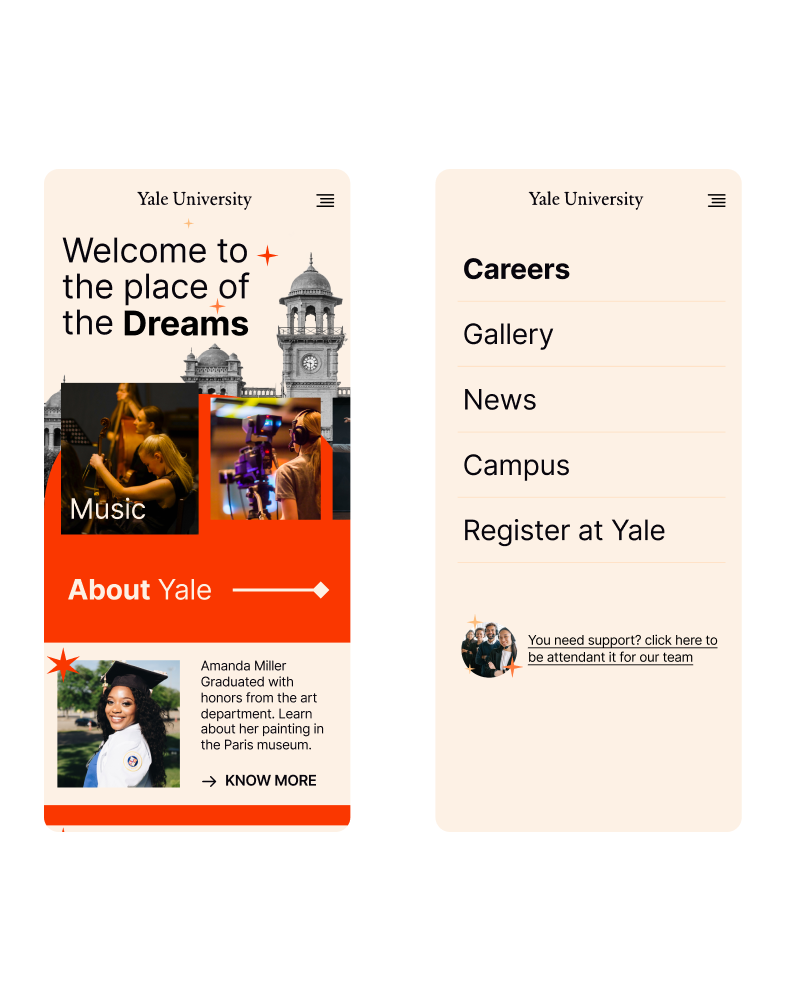 Yale University
Welcome to
the place of
the Dreams
Music
About Yale
Amanda Miller
Graduated with
honors from the art
department. Learn
about her painting in
the Paris museum.
KNOW MORE
Yale University
Careers
Gallery
News
Campus
Register at Yale
You need support? click here to
be attendant it for our team